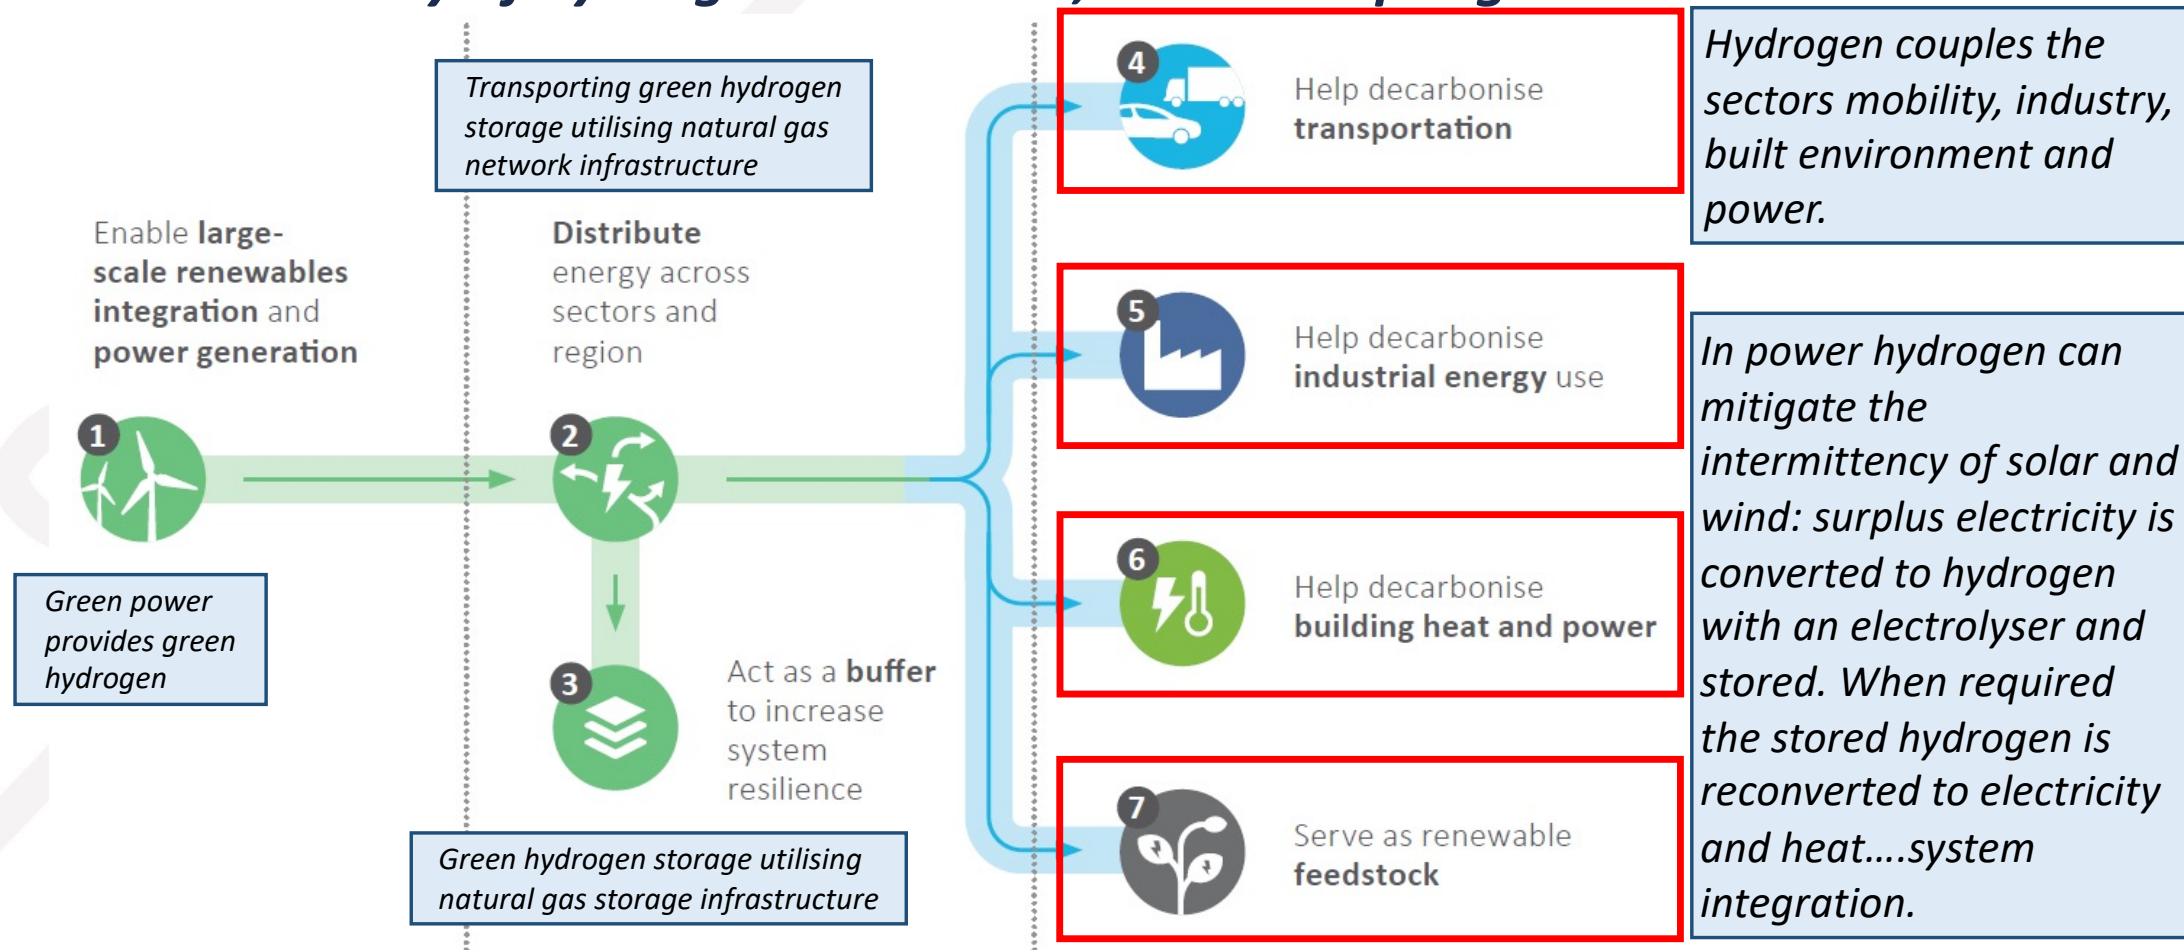 Transporting green hydrogen
storage utilising natural gas
network infrastructure
Enable large-
scale renewables
integration and
power generation
1
Green power
provides green
hydrogen
Distribute
energy across
sectors and
region
2
3
Act as a buffer
to increase
system
resilience
Green hydrogen storage utilising
natural gas storage infrastructure
4
Help decarbonise
transportation
5
Help decarbonise
industrial energy use
6
Help decarbonise
building heat and power
7
Serve as renewable
feedstock
Hydrogen couples the
sectors mobility, industry,
built environment and
power.
In power hydrogen can
mitigate the
intermittency of solar and
wind: surplus electricity is
converted to hydrogen
with an electrolyser and
stored. When required
the stored hydrogen is
reconverted to electricity
and heat....system
integration.